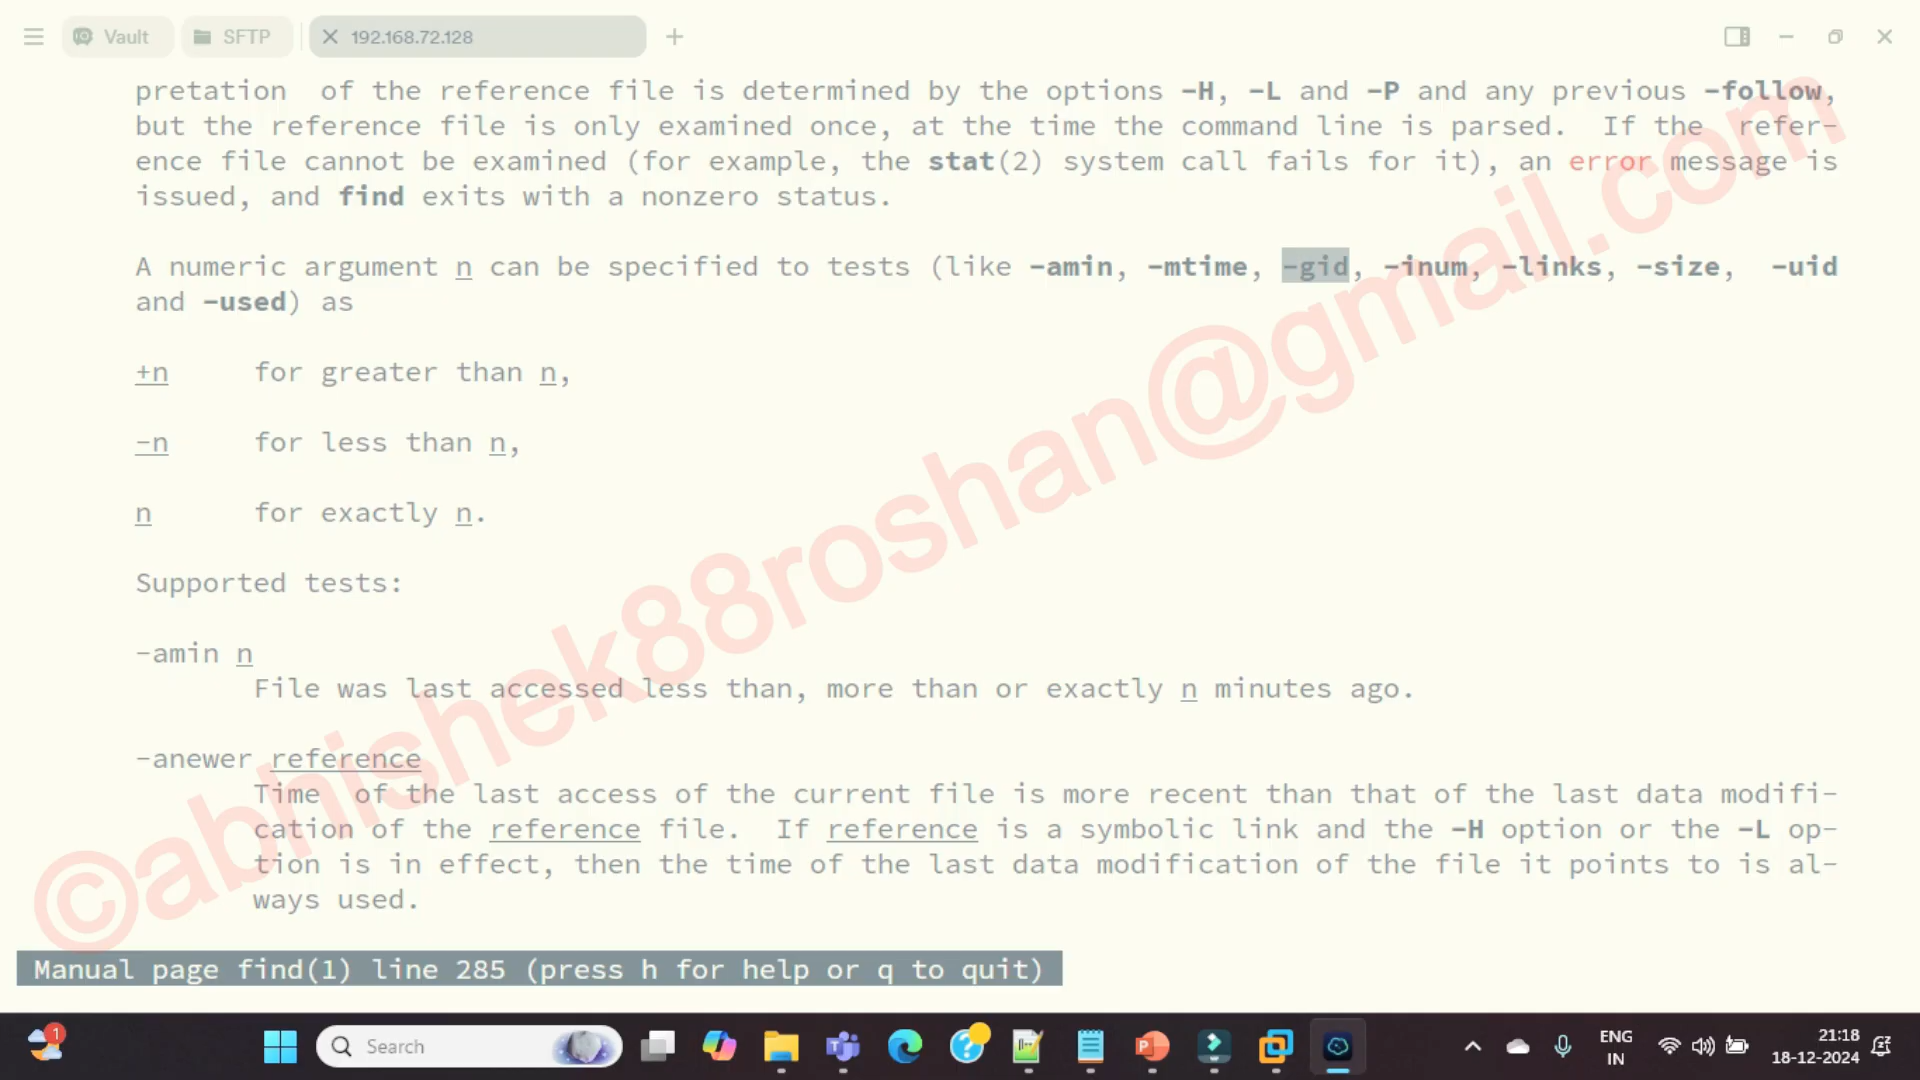 Vault
SFTP
192.168.72.128
pretation  of the reference file is determined by the options -H, -L and -P and any previous -follow,
but the reference file is only examined once, at the time the command line is parsed.  If the  refer-
ence file cannot be examined (for example, the stat(2) system call fails for it), an error message is
issued, and find exits with a nonzero status.
A numeric argument n can be specified to tests (like -amin, -mtime, -gid, -inum, -links, -size,  -uid
and -used) as
+n     for greater than n,
-n     for less than n,
n      for exactly n.
Supported tests:
-amin n
File was last accessed less than, more than or exactly n minutes ago.
-anewer reference
Time  of the last access of the current file is more recent than that of the last data modifi-
cation of the reference file.  If reference is a symbolic link and the -H option or the -L op-
tion is in effect, then the time of the last data modification of the file it points to is al-
ways used.
Manual page find(1) line 285 (press h for help or q to quit)
©abhishek88roshan@gmail.com
1
Search
ENG
IN
21:18
18-12-2024